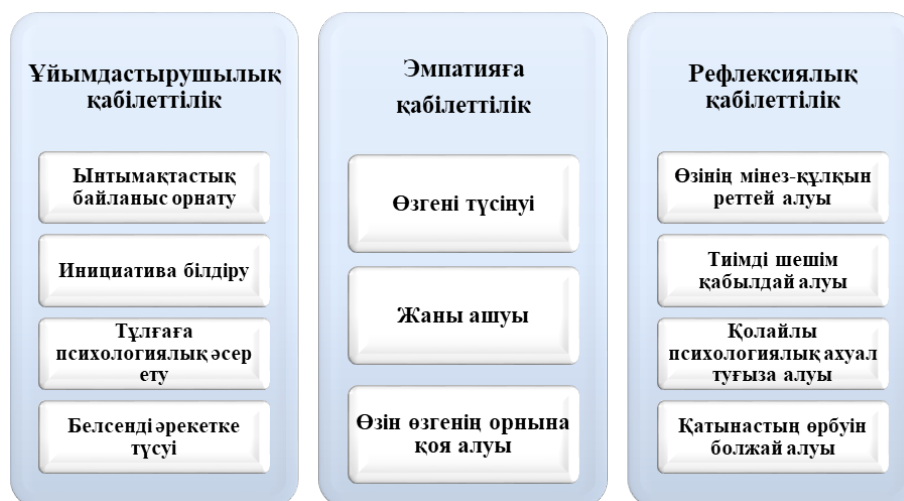 Ұйымдастырушылық
қабілеттілік
Ынтымақтастық
байланыс орнату
Инициатива білдіру
Тұлғаға
психологиялық әсер
ету
Белсенді әрекетке
түсуі
Эмпатияға
қабілеттілік
Өзгені түсінуі
Жаны ашуы
Өзін өзгенің орнына
қоя алуы
Рефлексиялық
қабілеттілік
Өзінің мінез-құлқын
реттей алуы
Тиімді шешім
қабылдай алуы
Қолайлы
психологиялық ахуал
туғыза алуы
Қатынастың өрбуін
болжай алуы